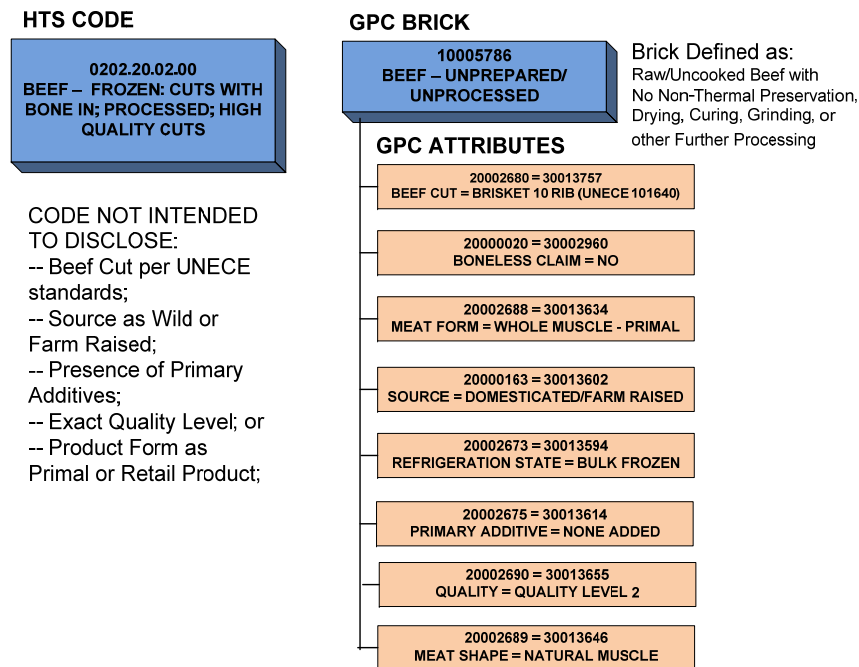 HTS CODE
0202.20.02.00
BEEF – FROZEN: CUTS WITH
BONE IN; PROCESSED; HIGH
QUALITY CUTS
CODE NOT INTENDED
TO DISCLOSE:
-- Beef Cut per UNECE
standards;
-- Source as Wild or
Farm Raised;
-- Presence of Primary
Additives;
-- Exact Quality Level; or
-- Product Form as
Primal or Retail Product;
GPC BRICK
10005786
BEEF – UNPREPARED/
UNPROCESSED
Brick Defined as:
Raw/Uncooked Beef with
No Non-Thermal Preservation,
Drying, Curing, Grinding, or
other Further Processing
GPC ATTRIBUTES
20002680 = 30013757
BEEF CUT = BRISKET 10 RIB (UNECE 101640)
20000020 = 30002960
BONELESS CLAIM = NO
20002688 = 30013634
MEAT FORM = WHOLE MUSCLE - PRIMAL
20000163 = 30013602
SOURCE = DOMESTICATED/FARM RAISED
20002673 = 30013594
REFRIGERATION STATE = BULK FROZEN
20002675 = 30013614
PRIMARY ADDITIVE = NONE ADDED
20002690 = 30013655
QUALITY = QUALITY LEVEL 2
20002689 = 30013646
MEAT SHAPE = NATURAL MUSCLE